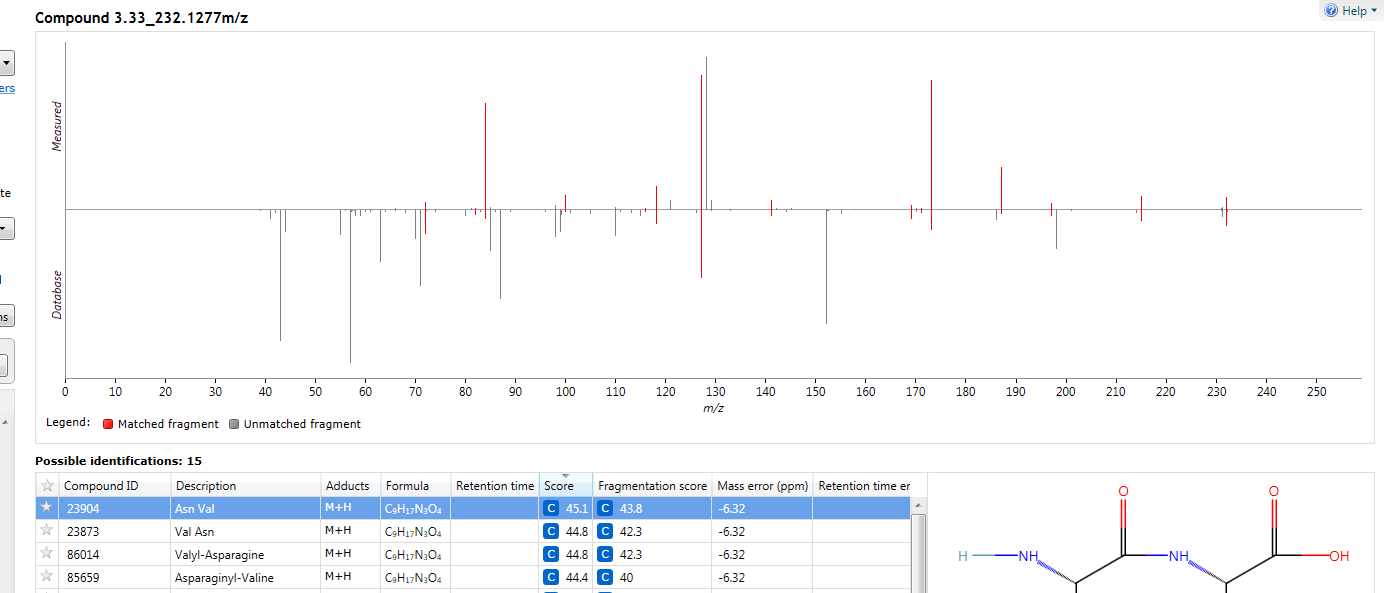 Compound 3.33_232.1277m/z
Help
ers
te
ns
Measured
Database
0 10 20 30 40 50 60 70 80 90 100 110 120 130 140 150 160 170 180 190 200 210 220 230 240 250
m/z
Legend: Matched fragment Unmatched fragment
Possible identifications: 15
Compound ID Description Adducts Formula Retention time Score Fragmentation score Mass error (ppm) Retention time er
23904 Asn Val M+H C₉H₁₇N₃O₄ C 45.1 C 43.8 -6.32
23873 Val Asn M+H C₉H₁₇N₃O₄ C 44.8 C 42.3 -6.32
86014 Valyl-Asparagine M+H C₉H₁₇N₃O₄ C 44.8 C 42.3 -6.32
85659 Asparaginyl-Valine M+H C₉H₁₇N₃O₄ C 44.4 C 40 -6.32
O O
H NH NH OH